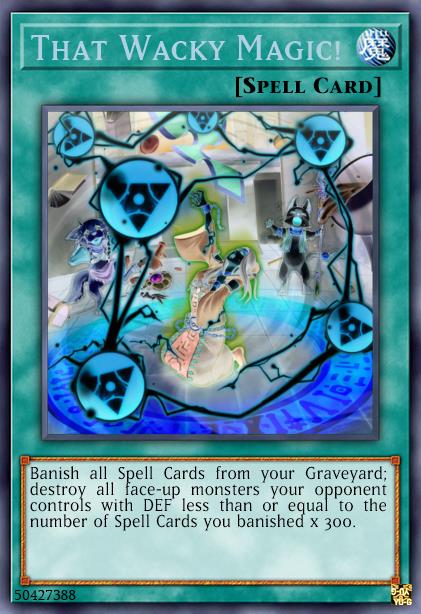 That Wacky Magic!
魔
[Spell Card]
Banish all Spell Cards from your Graveyard;
destroy all face-up monsters your opponent
controls with DEF less than or equal to the
number of Spell Cards you banished x 300.
50427388